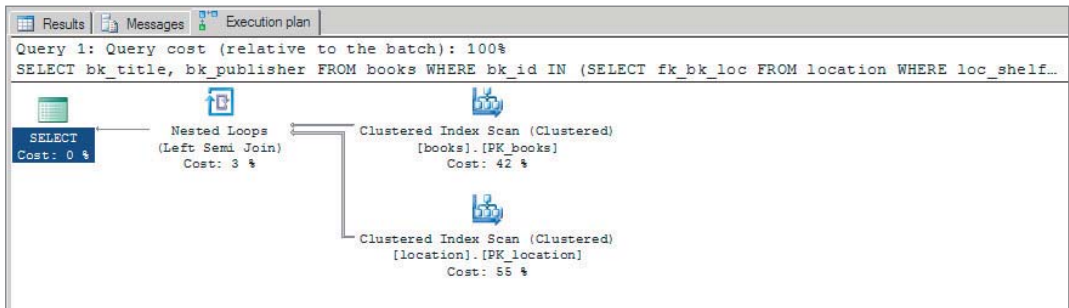 Results Messages Execution plan
Query 1: Query cost (relative to the batch): 100%
SELECT bk_title, bk_publisher FROM books WHERE bk_id IN (SELECT fk_bk_loc FROM location WHERE loc_shelf…
SELECT
Cost: 0 %
Nested Loops
(Left Semi Join)
Cost: 3 %
Clustered Index Scan (Clustered)
[books].[PK_books]
Cost: 42 %
Clustered Index Scan (Clustered)
[location].[PK_location]
Cost: 55 %